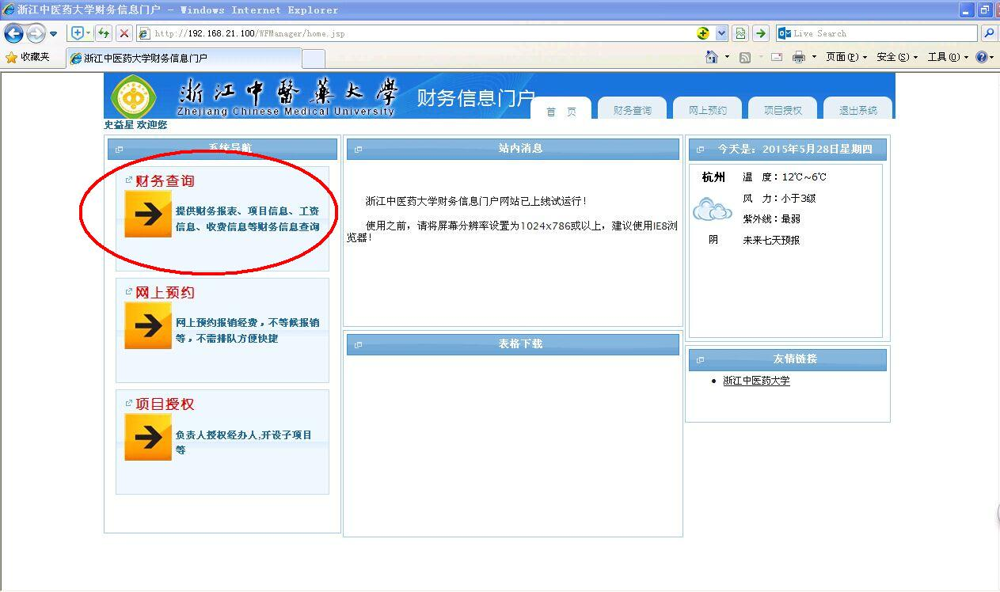 浙江中医药大学财务信息门户 - Windows Internet Explorer
http://192.168.21.100/WFManager/home.jsp
Live Search
收藏夹
浙江中医药大学财务信息门户
页面(P)
安全(S)
工具(O)
浙江中醫藥大學
Zhejiang Chinese Medical University
财务信息门户
首 页
财务查询
网上预约
项目授权
退出系统
史益星 欢迎您
系统导航
财务查询
提供财务报表、项目信息、工资
信息、收费信息等财务信息查询
网上预约
网上预约报销经费，不等候报销
等，不需排队方便快捷
项目授权
负责人授权经办人,开设子项目
等
站内消息
浙江中医药大学财务信息门户网站已上线试运行！
使用之前，请将屏幕分辨率设置为1024x786或以上，建议使用IE8浏
览器！
表格下载
今天是：2015年5月28日星期四
杭州
温 度：12℃~6℃
风 力：小于3级
紫外线：最弱
阴
未来七天预报
友情链接
浙江中医药大学